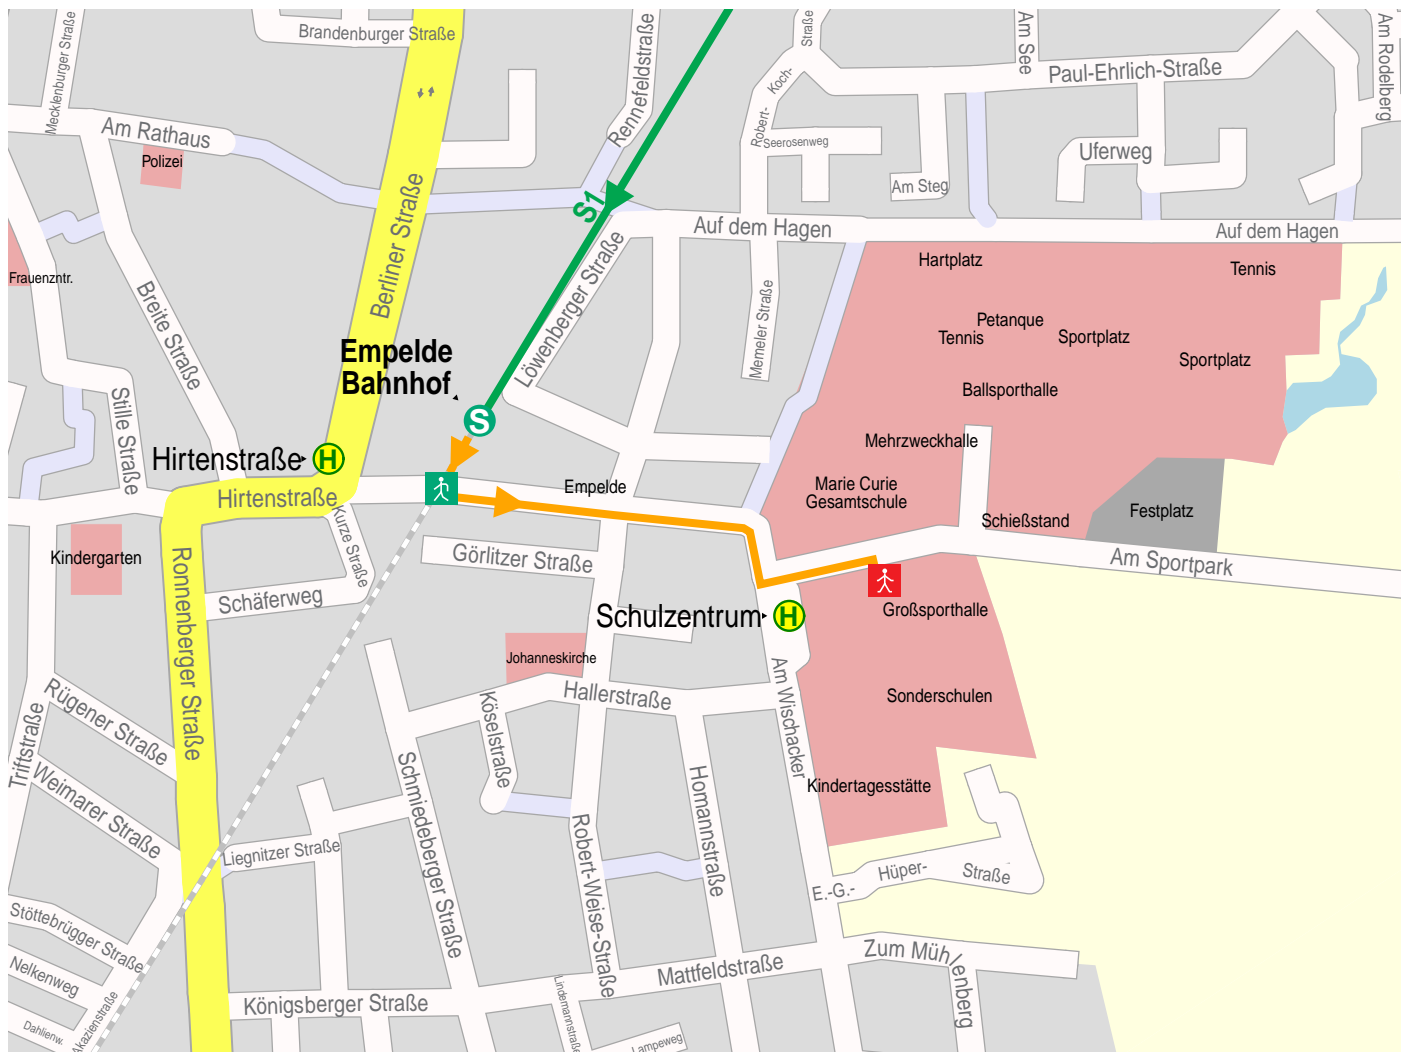 Brandenburger Straße
Mecklenburger Straße
Am Rathaus
Polizei
Rennefeldstraße
Robert-
Koch-
Straße
Am See
Paul-Ehrlich-Straße
Am Rodelberg
Seerosenweg
Am Steg
Uferweg
S1
Auf dem Hagen
Auf dem Hagen
Frauenzntr.
Breite Straße
Berliner Straße
Löwenberger Straße
Memeler Straße
Hartplatz
Tennis
Petanque
Tennis
Sportplatz
Sportplatz
Ballsporthalle
Empelde
Bahnhof
S
Stille Straße
Hirtenstraße
H
Hirtenstraße
Empelde
Mehrzweckhalle
Marie Curie
Gesamtschule
Schießstand
Festplatz
Kurze Straße
Kindergarten
Görlitzer Straße
Am Sportpark
Schäferweg
Schulzentrum
H
Großsporthalle
Ronnenberger Straße
Johanneskirche
Hallerstraße
Köselstraße
Am Wischacker
Sonderschulen
Rügener Straße
Triftstraße
Weimarer Straße
Schmiedeberger Straße
Homannstraße
Kindertagesstätte
Liegnitzer Straße
Robert-Weise-Straße
E.-G.-
Hüper-
Straße
Stöttebrügger Straße
Nelkenweg
Dahlienw.
Akazienstraße
Königsberger Straße
Lindemannstraße
Mattfeldstraße
Lampeweg
Zum Mühlenberg